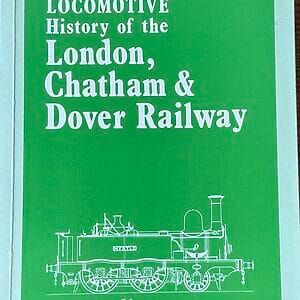 LOCOMOTIVE
History of the
London,
Chatham &
Dover Railway